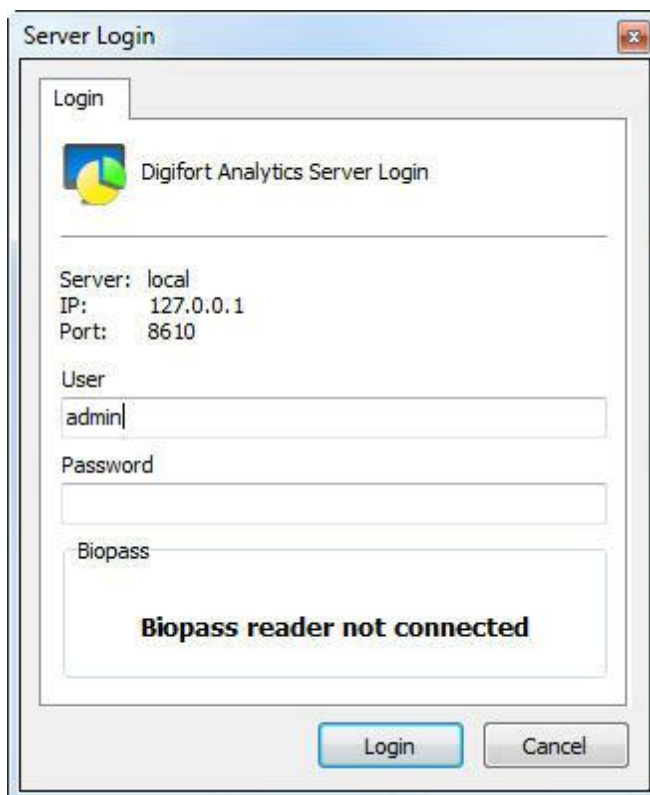 Server Login
Login
Digifort Analytics Server Login
Server: local
IP: 127.0.0.1
Port: 8610
User
admin
Password
Biopass
Biopass reader not connected
Login Cancel